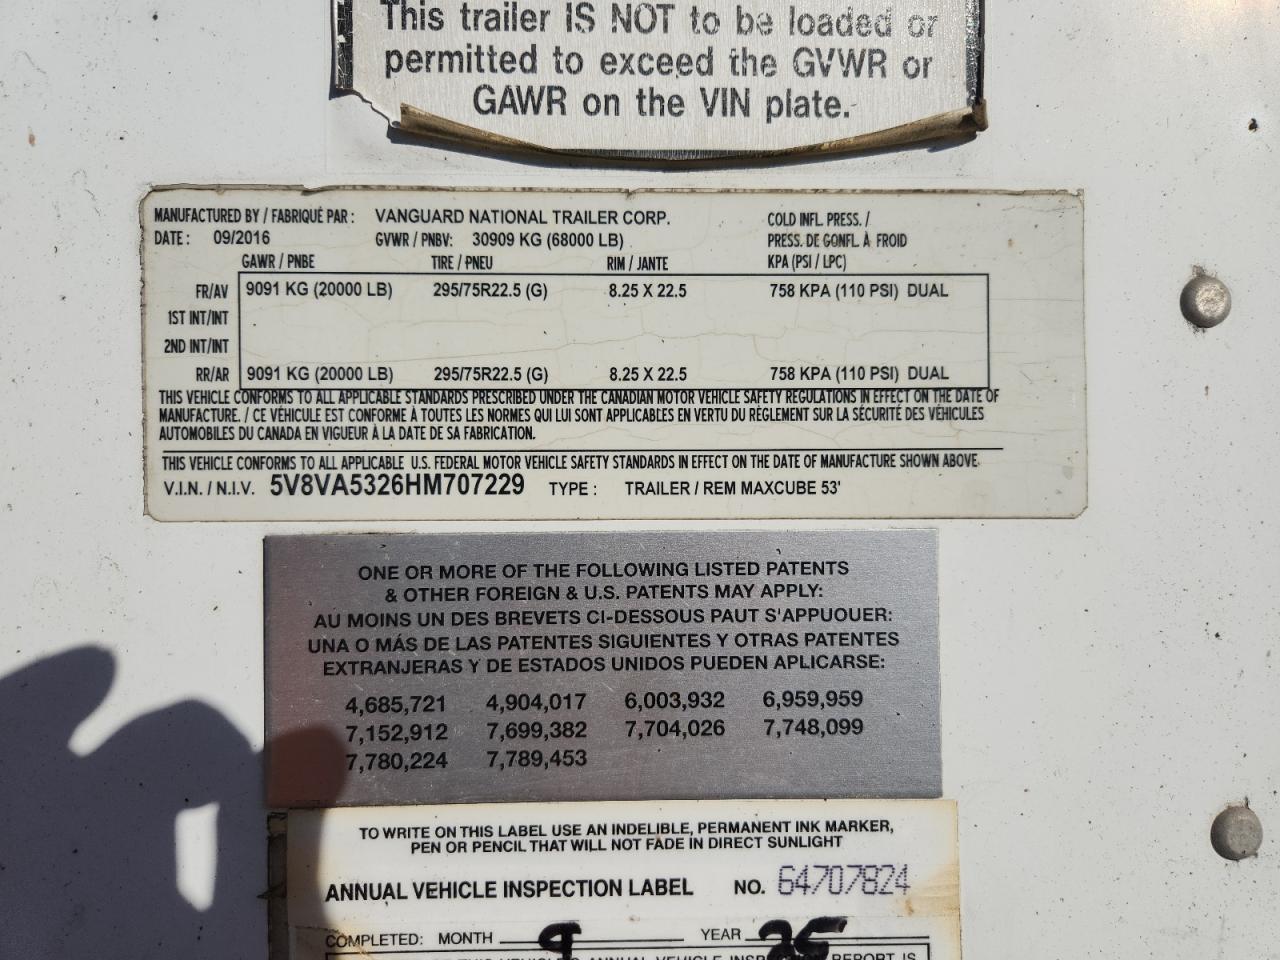 This trailer IS NOT to be loaded or
permitted to exceed the GVWR or
GAWR on the VIN plate.
MANUFACTURED BY / FABRIQUÉ PAR : VANGUARD NATIONAL TRAILER CORP. COLD INFL. PRESS. /
DATE : 09/2016 GVWR / PNBV: 30909 KG (68000 LB) PRESS. DE GONFL. À FROID
GAWR / PNBE TIRE / PNEU RIM / JANTE KPA (PSI / LPC)
FR/AV 9091 KG (20000 LB) 295/75R22.5 (G) 8.25 X 22.5 758 KPA (110 PSI) DUAL
1ST INT/INT
2ND INT/INT
RR/AR 9091 KG (20000 LB) 295/75R22.5 (G) 8.25 X 22.5 758 KPA (110 PSI) DUAL
THIS VEHICLE CONFORMS TO ALL APPLICABLE STANDARDS PRESCRIBED UNDER THE CANADIAN MOTOR VEHICLE SAFETY REGULATIONS IN EFFECT ON THE DATE OF
MANUFACTURE. / CE VÉHICULE EST CONFORME À TOUTES LES NORMES QUI LUI SONT APPLICABLES EN VERTU DU RÈGLEMENT SUR LA SÉCURITÉ DES VÉHICULES
AUTOMOBILES DU CANADA EN VIGUEUR À LA DATE DE SA FABRICATION.
THIS VEHICLE CONFORMS TO ALL APPLICABLE U.S. FEDERAL MOTOR VEHICLE SAFETY STANDARDS IN EFFECT ON THE DATE OF MANUFACTURE SHOWN ABOVE.
V.I.N. / N.I.V. 5V8VA5326HM707229 TYPE : TRAILER / REM MAXCUBE 53'
ONE OR MORE OF THE FOLLOWING LISTED PATENTS
& OTHER FOREIGN & U.S. PATENTS MAY APPLY:
AU MOINS UN DES BREVETS CI-DESSOUS PAUT S'APPUOUER:
UNA O MÁS DE LAS PATENTES SIGUIENTES Y OTRAS PATENTES
EXTRANJERAS Y DE ESTADOS UNIDOS PUEDEN APLICARSE:
4,685,721 4,904,017 6,003,932 6,959,959
7,152,912 7,699,382 7,704,026 7,748,099
7,780,224 7,789,453
TO WRITE ON THIS LABEL USE AN INDELIBLE, PERMANENT INK MARKER,
PEN OR PENCIL THAT WILL NOT FADE IN DIRECT SUNLIGHT
ANNUAL VEHICLE INSPECTION LABEL NO. 64707824
COMPLETED: MONTH 9 YEAR 25
THIS VEHICLE'S ANNUAL VEHICLE INSPECTION REPORT IS